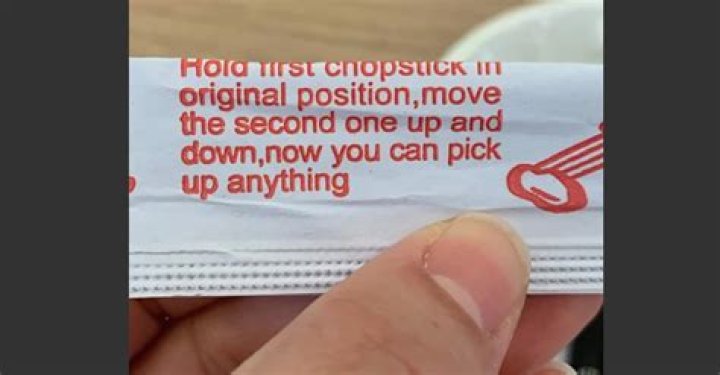 Hold first chopstick in
original position,move
the second one up and
down,now you can pick
up anything